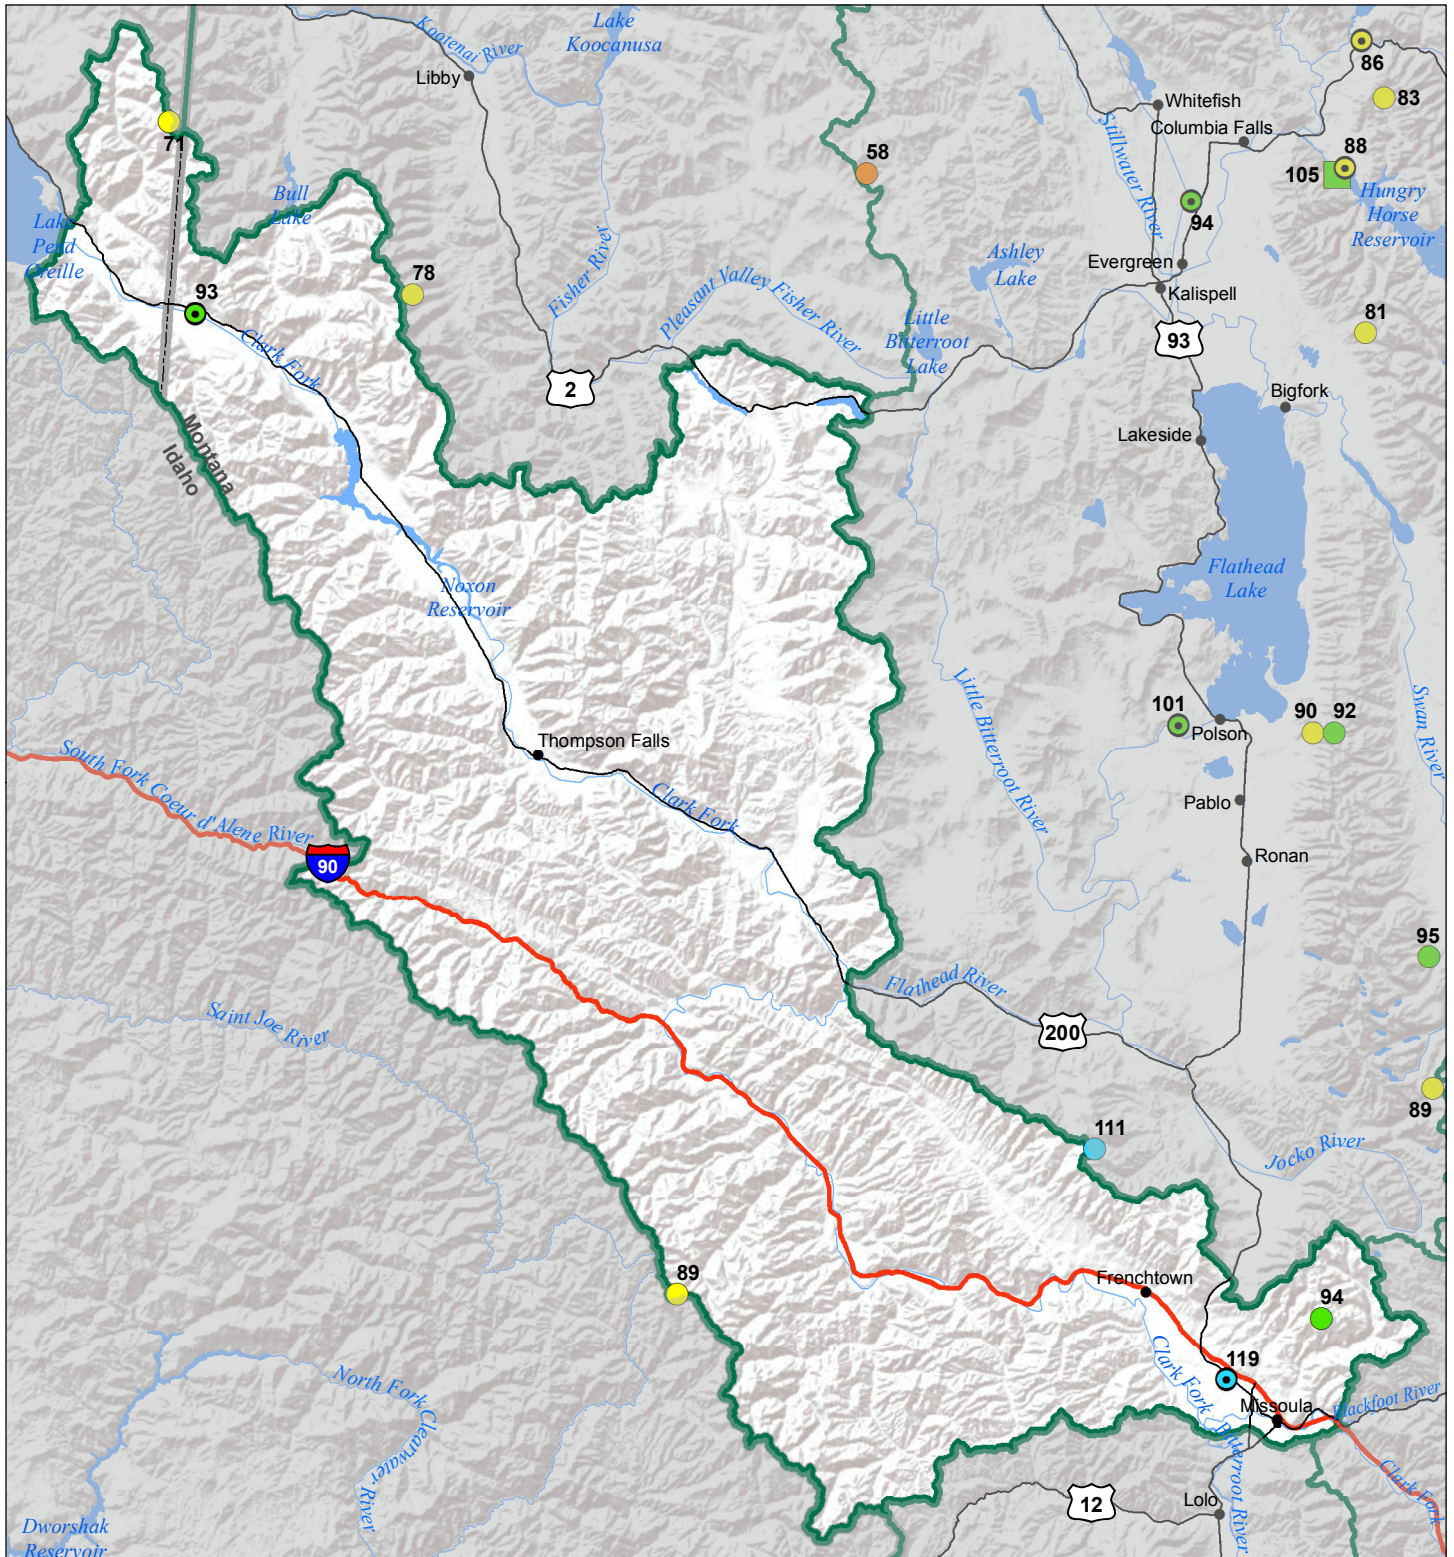 Kootenai River
Lake
Koocanusa
Libby
86
83
Whitefish
Columbia Falls
Stillwater River
71
58
88
105
Bull
Lake
Hungry
Horse
Reservoir
94
Lake
Pend
Oreille
Fisher River
Ashley
Lake
Evergreen
78
Kalispell
93
Pleasant Valley Fisher River
Little
Bitterroot
Lake
81
93
Clark Fork
2
Bigfork
Montana
Idaho
Lakeside
Noxon
Reservoir
Flathead
Lake
Little Bitterroot River
Swan River
101
90
92
Polson
Thompson Falls
South Fork Coeur d'Alene River
Clark Fork
Pablo
90
Ronan
95
Flathead River
Saint Joe River
200
89
111
Jocko River
89
Frenchtown
94
119
Clark Fork
North Fork Clearwater River
Missoula
Blackfoot River
Bitterroot River
Clark Fork
12
Lolo
Dworshak
Reservoir